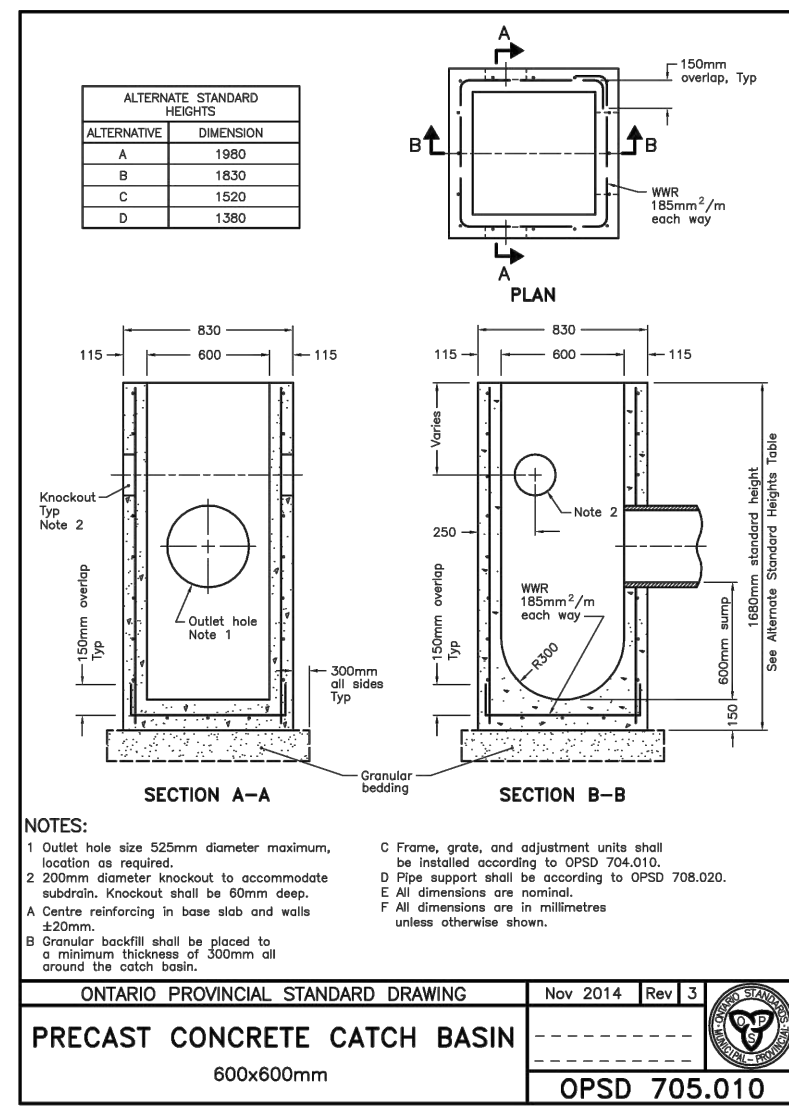 ALTERNATE STANDARD
HEIGHTS
ALTERNATIVE DIMENSION
A 1980
B 1830
C 1520
D 1380
A
150mm
overlap, Typ
B
B
WWR
185mm²/m
each way
A
PLAN
830
115
600
115
Knockout
Typ
Note 2
150mm overlap
Typ
Outlet hole
Note 1
300mm
all sides
Typ
SECTION A–A
830
115
600
115
Varies
250
Note 2
150mm overlap
Typ
WWR
185mm²/m
each way
R300
600mm sump
150
1680mm standard height
See Alternate Standard Heights Table
Granular
bedding
SECTION B–B
NOTES:
1 Outlet hole size 525mm diameter maximum,
location as required.
2 200mm diameter knockout to accommodate
subdrain. Knockout shall be 60mm deep.
A Centre reinforcing in base slab and walls
±20mm.
B Granular backfill shall be placed to
a minimum thickness of 300mm all
around the catch basin.
C Frame, grate, and adjustment units shall
be installed according to OPSD 704.010.
D Pipe support shall be according to OPSD 708.020.
E All dimensions are nominal.
F All dimensions are in millimetres
unless otherwise shown.
ONTARIO PROVINCIAL STANDARD DRAWING
Nov 2014 Rev 3
PRECAST CONCRETE CATCH BASIN
600x600mm
OPSD 705.010
ONTARIO STANDARDS
MUNICIPAL–PROVINCIAL
O P
S